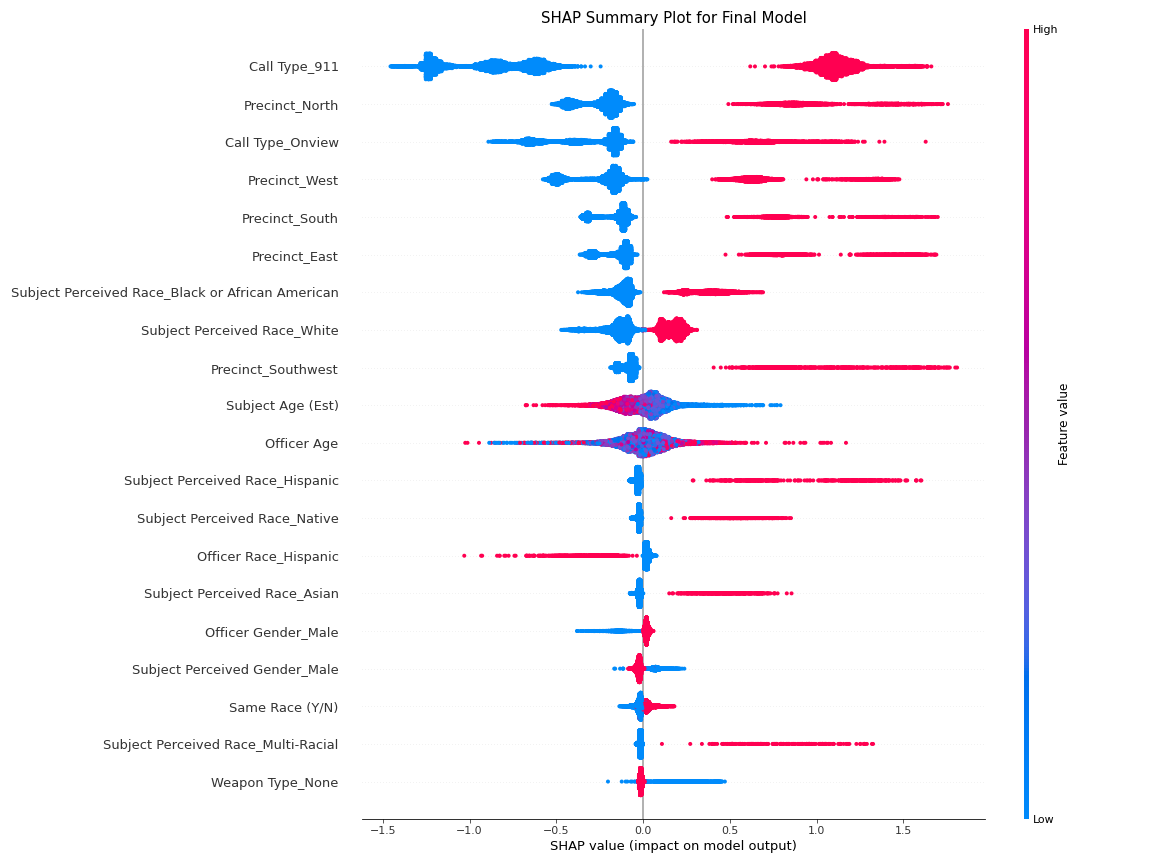 SHAP Summary Plot for Final Model
High
Call Type_911
Precinct_North
Call Type_Onview
Precinct_West
Precinct_South
Precinct_East
Subject Perceived Race_Black or African American
Subject Perceived Race_White
Precinct_Southwest
Subject Age (Est)
Officer Age
Subject Perceived Race_Hispanic
Subject Perceived Race_Native
Officer Race_Hispanic
Subject Perceived Race_Asian
Officer Gender_Male
Subject Perceived Gender_Male
Same Race (Y/N)
Subject Perceived Race_Multi-Racial
Weapon Type_None
Feature value
Low
−1.5 −1.0 −0.5 0.0 0.5 1.0 1.5
SHAP value (impact on model output)